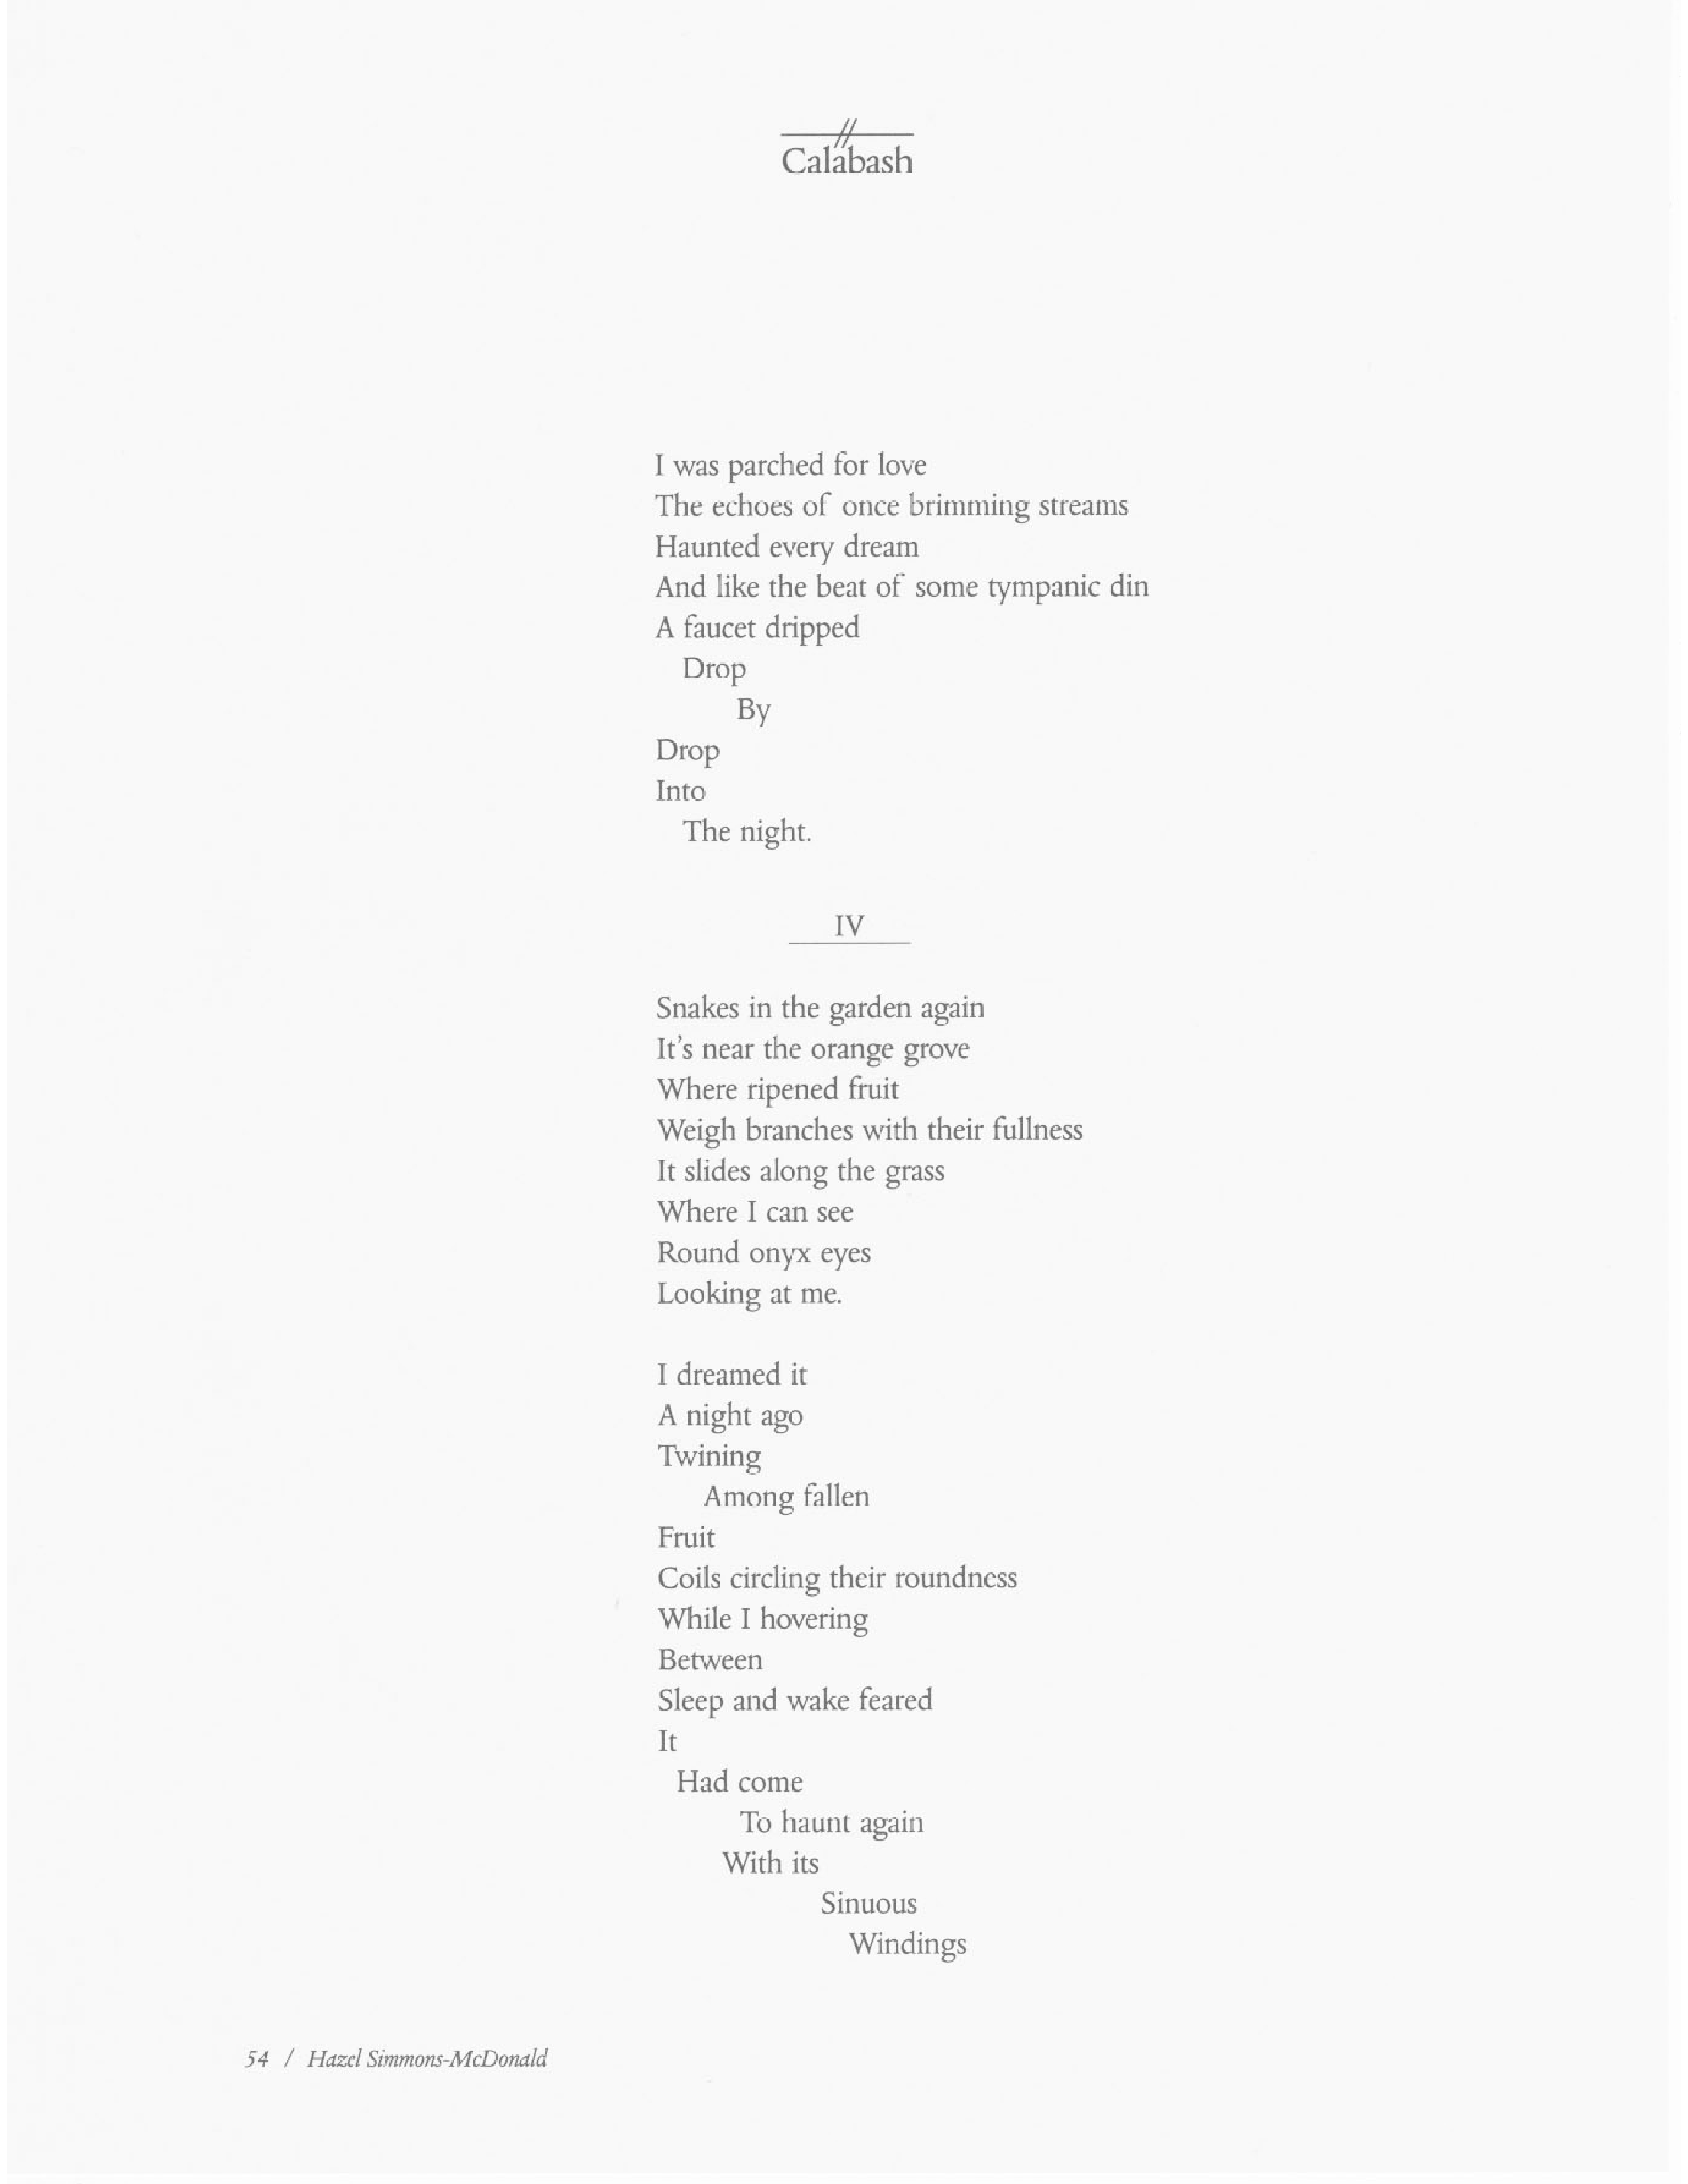 Calabash
I was parched for love
The echoes of once brimming streams
Haunted every dream
And like the beat of some tympanic din
A faucet dripped
Drop
By
Drop
Into
The night.
IV
Snakes in the garden again
It's near the orange grove
Where ripened fruit
Weigh branches with their fullness
It slides along the grass
Where I can see
Round onyx eyes
Looking at me.
I dreamed it
A night ago
Twining
Among fallen
Fruit
Coils circling their roundness
While I hovering
Between
Sleep and wake feared
It
Had come
To haunt again
With its
Sinuous
Windings
54 / Hazel Simmons-McDonald